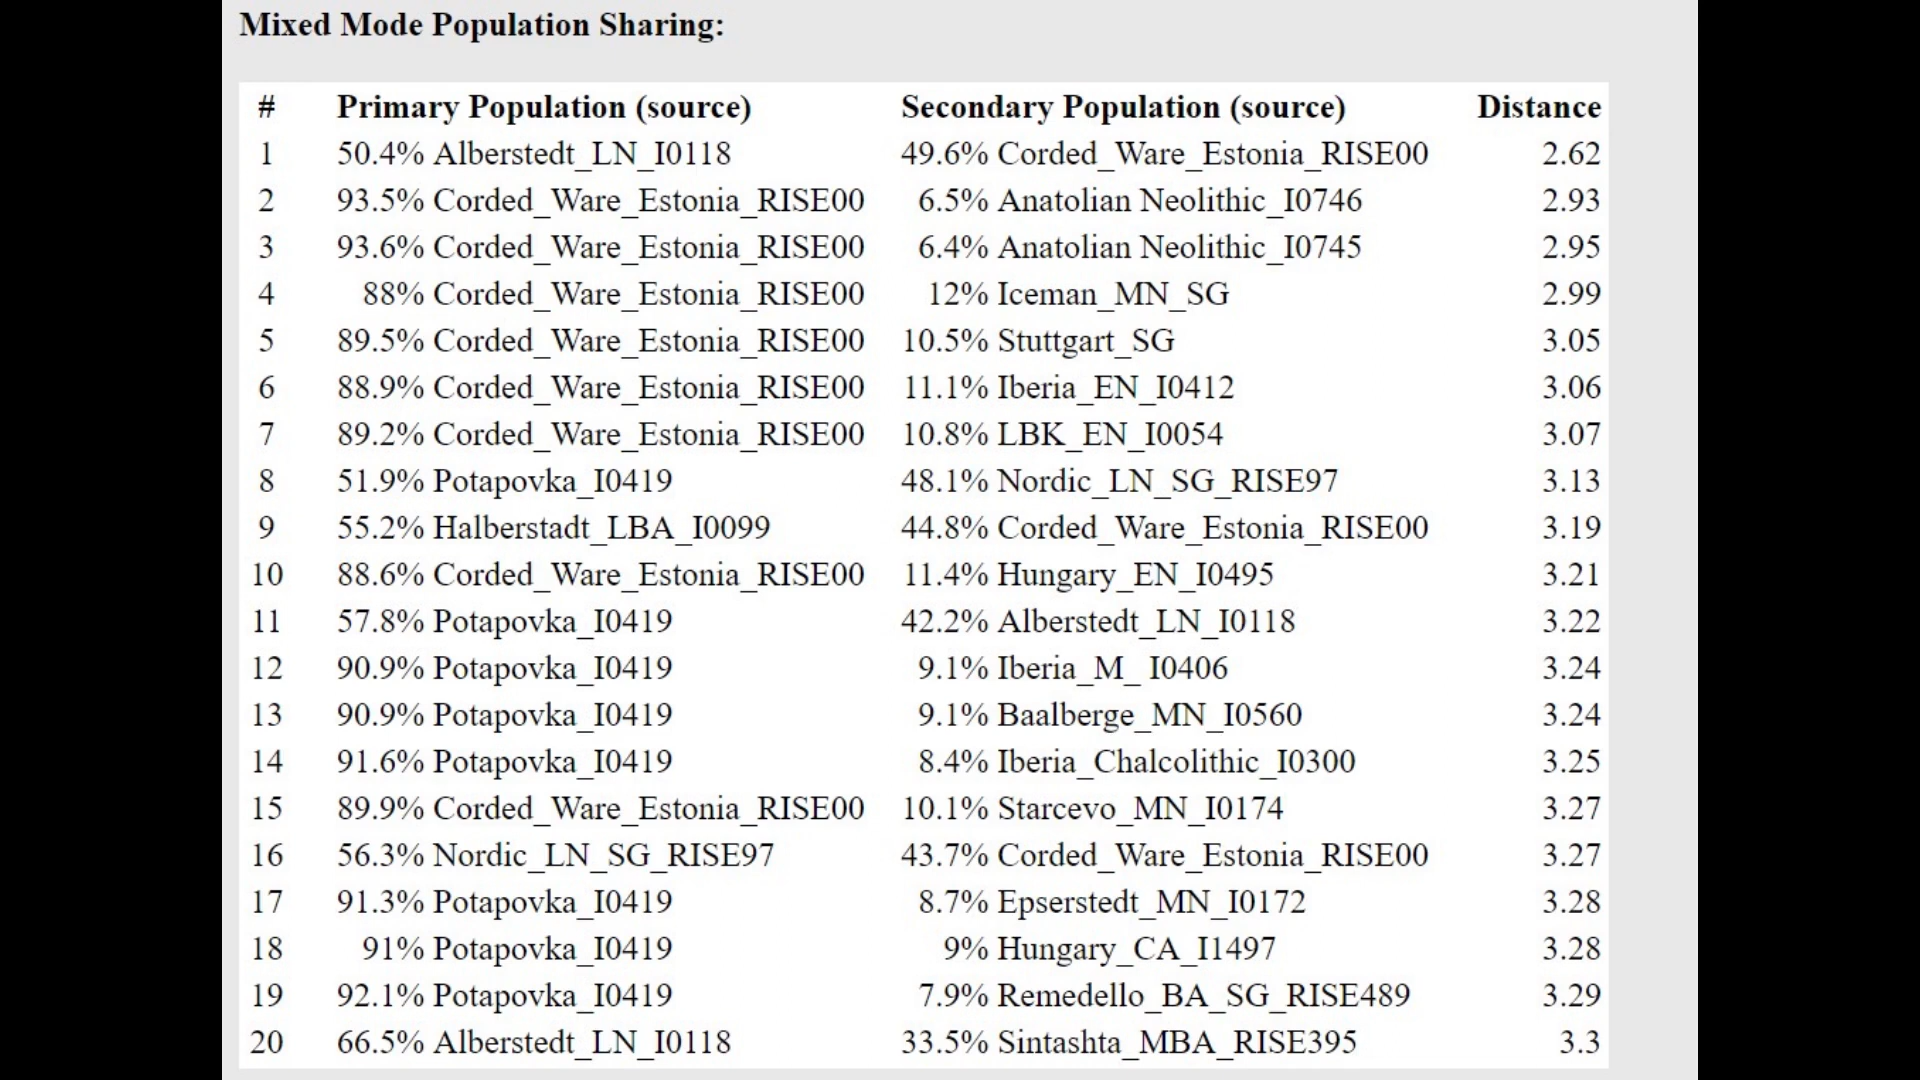 Mixed Mode Population Sharing:
# Primary Population (source) Secondary Population (source) Distance
1 50.4% Alberstedt_LN_I0118 49.6% Corded_Ware_Estonia_RISE00 2.62
2 93.5% Corded_Ware_Estonia_RISE00 6.5% Anatolian Neolithic_I0746 2.93
3 93.6% Corded_Ware_Estonia_RISE00 6.4% Anatolian Neolithic_I0745 2.95
4 88% Corded_Ware_Estonia_RISE00 12% Iceman_MN_SG 2.99
5 89.5% Corded_Ware_Estonia_RISE00 10.5% Stuttgart_SG 3.05
6 88.9% Corded_Ware_Estonia_RISE00 11.1% Iberia_EN_I0412 3.06
7 89.2% Corded_Ware_Estonia_RISE00 10.8% LBK_EN_I0054 3.07
8 51.9% Potapovka_I0419 48.1% Nordic_LN_SG_RISE97 3.13
9 55.2% Halberstadt_LBA_I0099 44.8% Corded_Ware_Estonia_RISE00 3.19
10 88.6% Corded_Ware_Estonia_RISE00 11.4% Hungary_EN_I0495 3.21
11 57.8% Potapovka_I0419 42.2% Alberstedt_LN_I0118 3.22
12 90.9% Potapovka_I0419 9.1% Iberia_M_ I0406 3.24
13 90.9% Potapovka_I0419 9.1% Baalberge_MN_I0560 3.24
14 91.6% Potapovka_I0419 8.4% Iberia_Chalcolithic_I0300 3.25
15 89.9% Corded_Ware_Estonia_RISE00 10.1% Starcevo_MN_I0174 3.27
16 56.3% Nordic_LN_SG_RISE97 43.7% Corded_Ware_Estonia_RISE00 3.27
17 91.3% Potapovka_I0419 8.7% Epserstedt_MN_I0172 3.28
18 91% Potapovka_I0419 9% Hungary_CA_I1497 3.28
19 92.1% Potapovka_I0419 7.9% Remedello_BA_SG_RISE489 3.29
20 66.5% Alberstedt_LN_I0118 33.5% Sintashta_MBA_RISE395 3.3